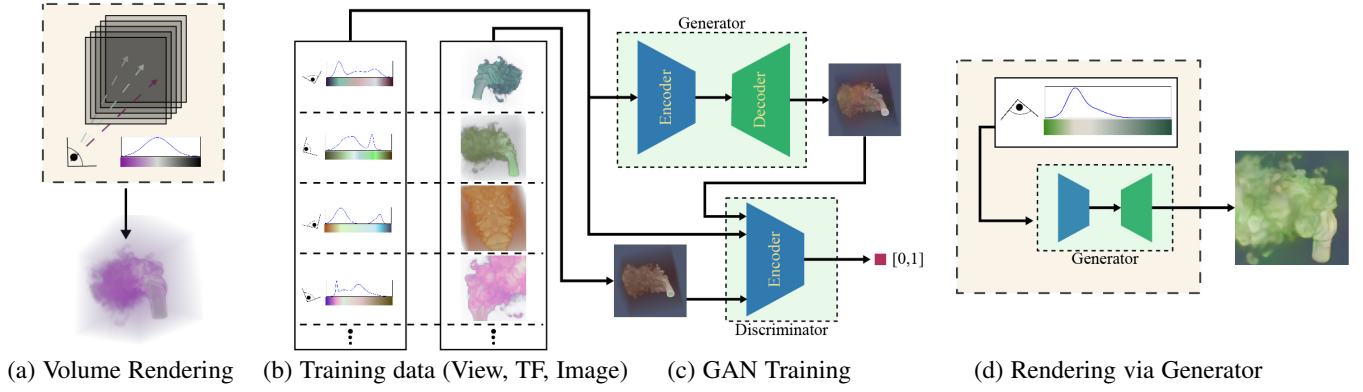 Generator
Encoder
Decoder
Encoder
[0,1]
Discriminator
Generator
(a) Volume Rendering
(b) Training data (View, TF, Image)
(c) GAN Training
(d) Rendering via Generator